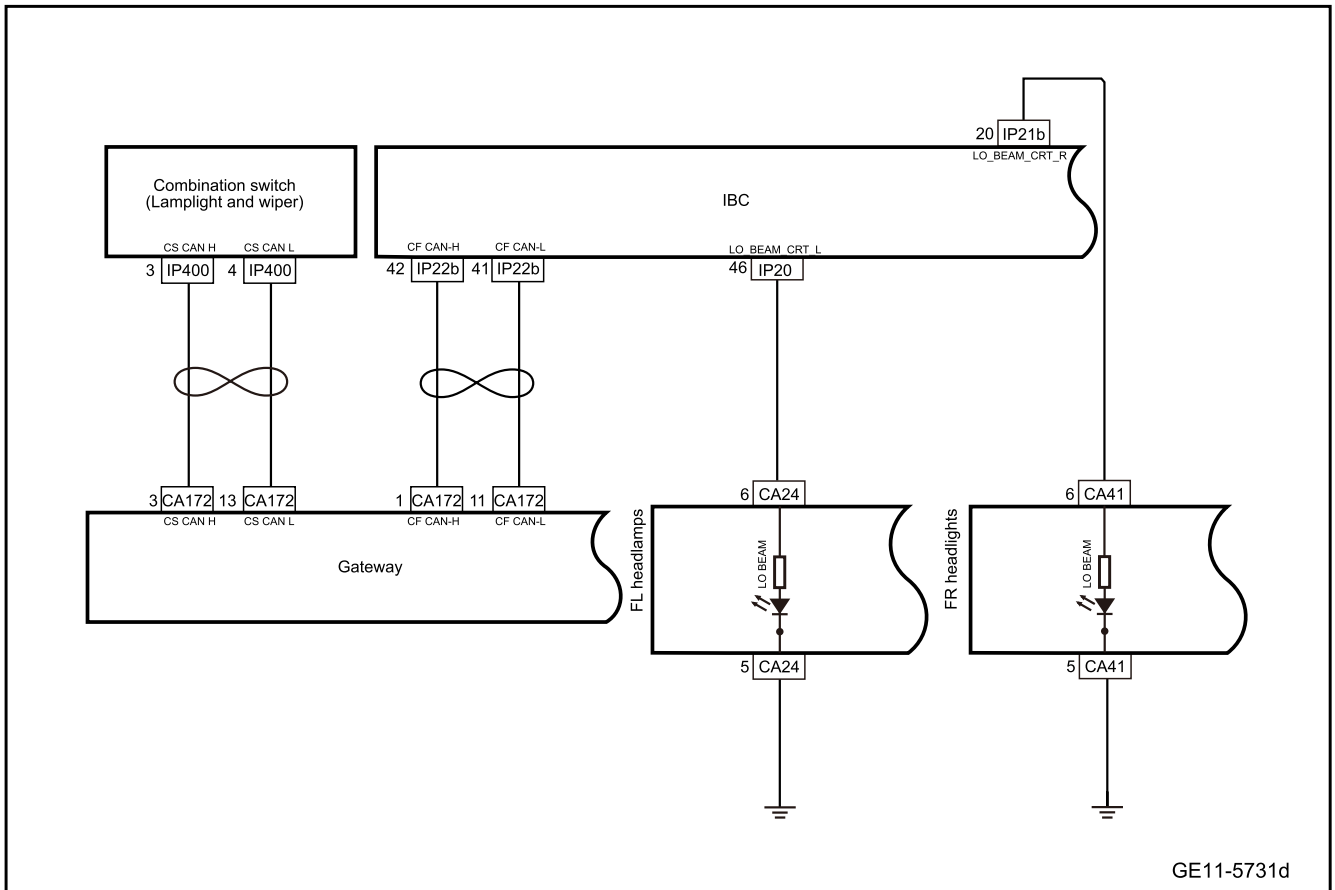 20 IP21b
LO_BEAM_CRT_R
Combination switch
(Lamplight and wiper)
IBC
CS CAN H
CS CAN L
CF CAN-H
CF CAN-L
LO_BEAM_CRT_L
3 IP400
4 IP400
42 IP22b
41 IP22b
46 IP20
3 CA172
13 CA172
1 CA172
11 CA172
6 CA24
6 CA41
CS CAN H
CS CAN L
CF CAN-H
CF CAN-L
Gateway
FL headlamps
LO BEAM
FR headlights
LO BEAM
5 CA24
5 CA41
GE11-5731d